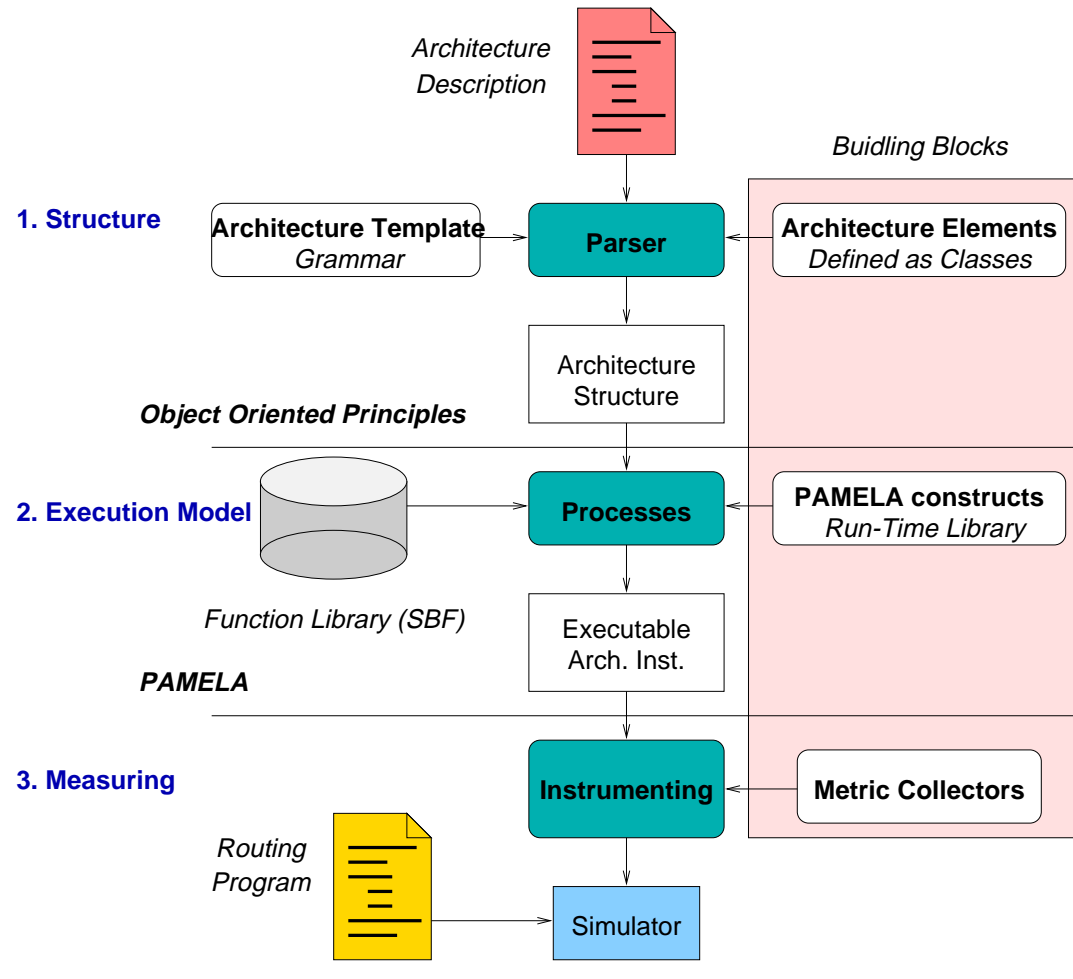 Architecture
Description
Buidling Blocks
1. Structure
Architecture Template
Grammar
Parser
Architecture Elements
Defined as Classes
Architecture
Structure
Object Oriented Principles
2. Execution Model
Processes
PAMELA constructs
Run-Time Library
Function Library (SBF)
Executable
Arch. Inst.
PAMELA
3. Measuring
Instrumenting
Metric Collectors
Routing
Program
Simulator